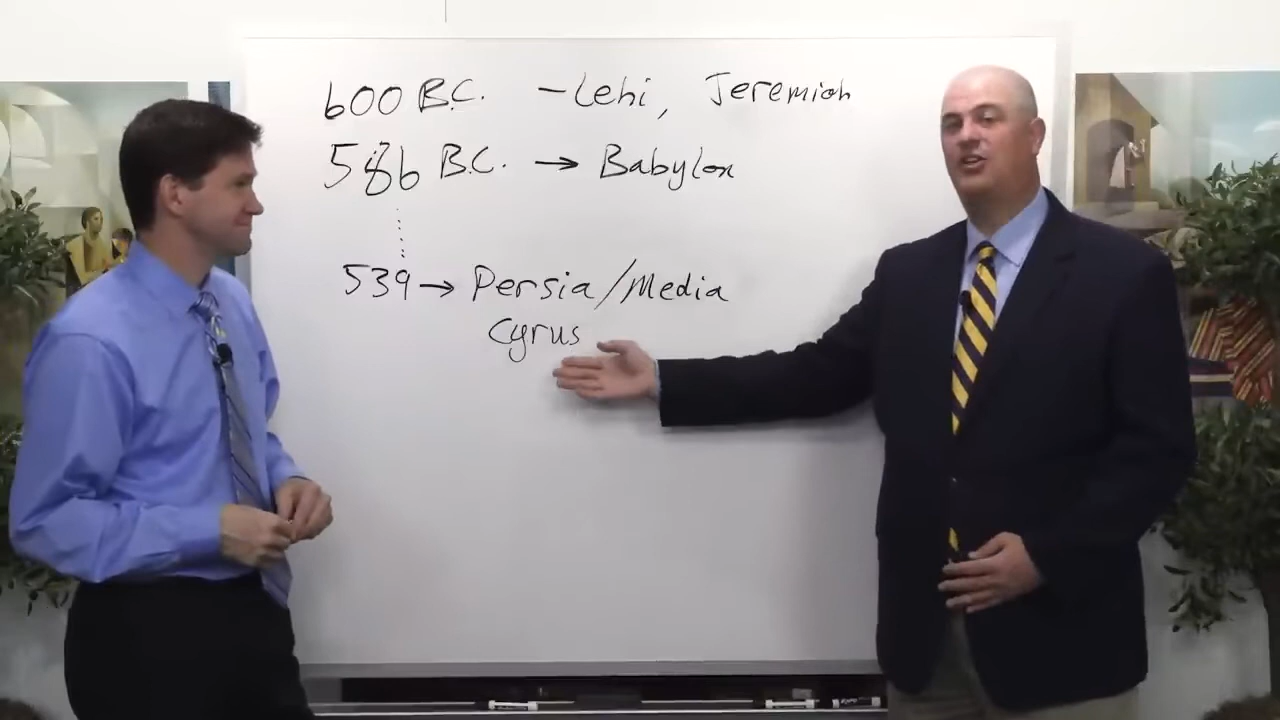 600 B.C. - Lehi, Jeremiah
586 B.C. → Babylon
539 → Persia/Media
Cyrus